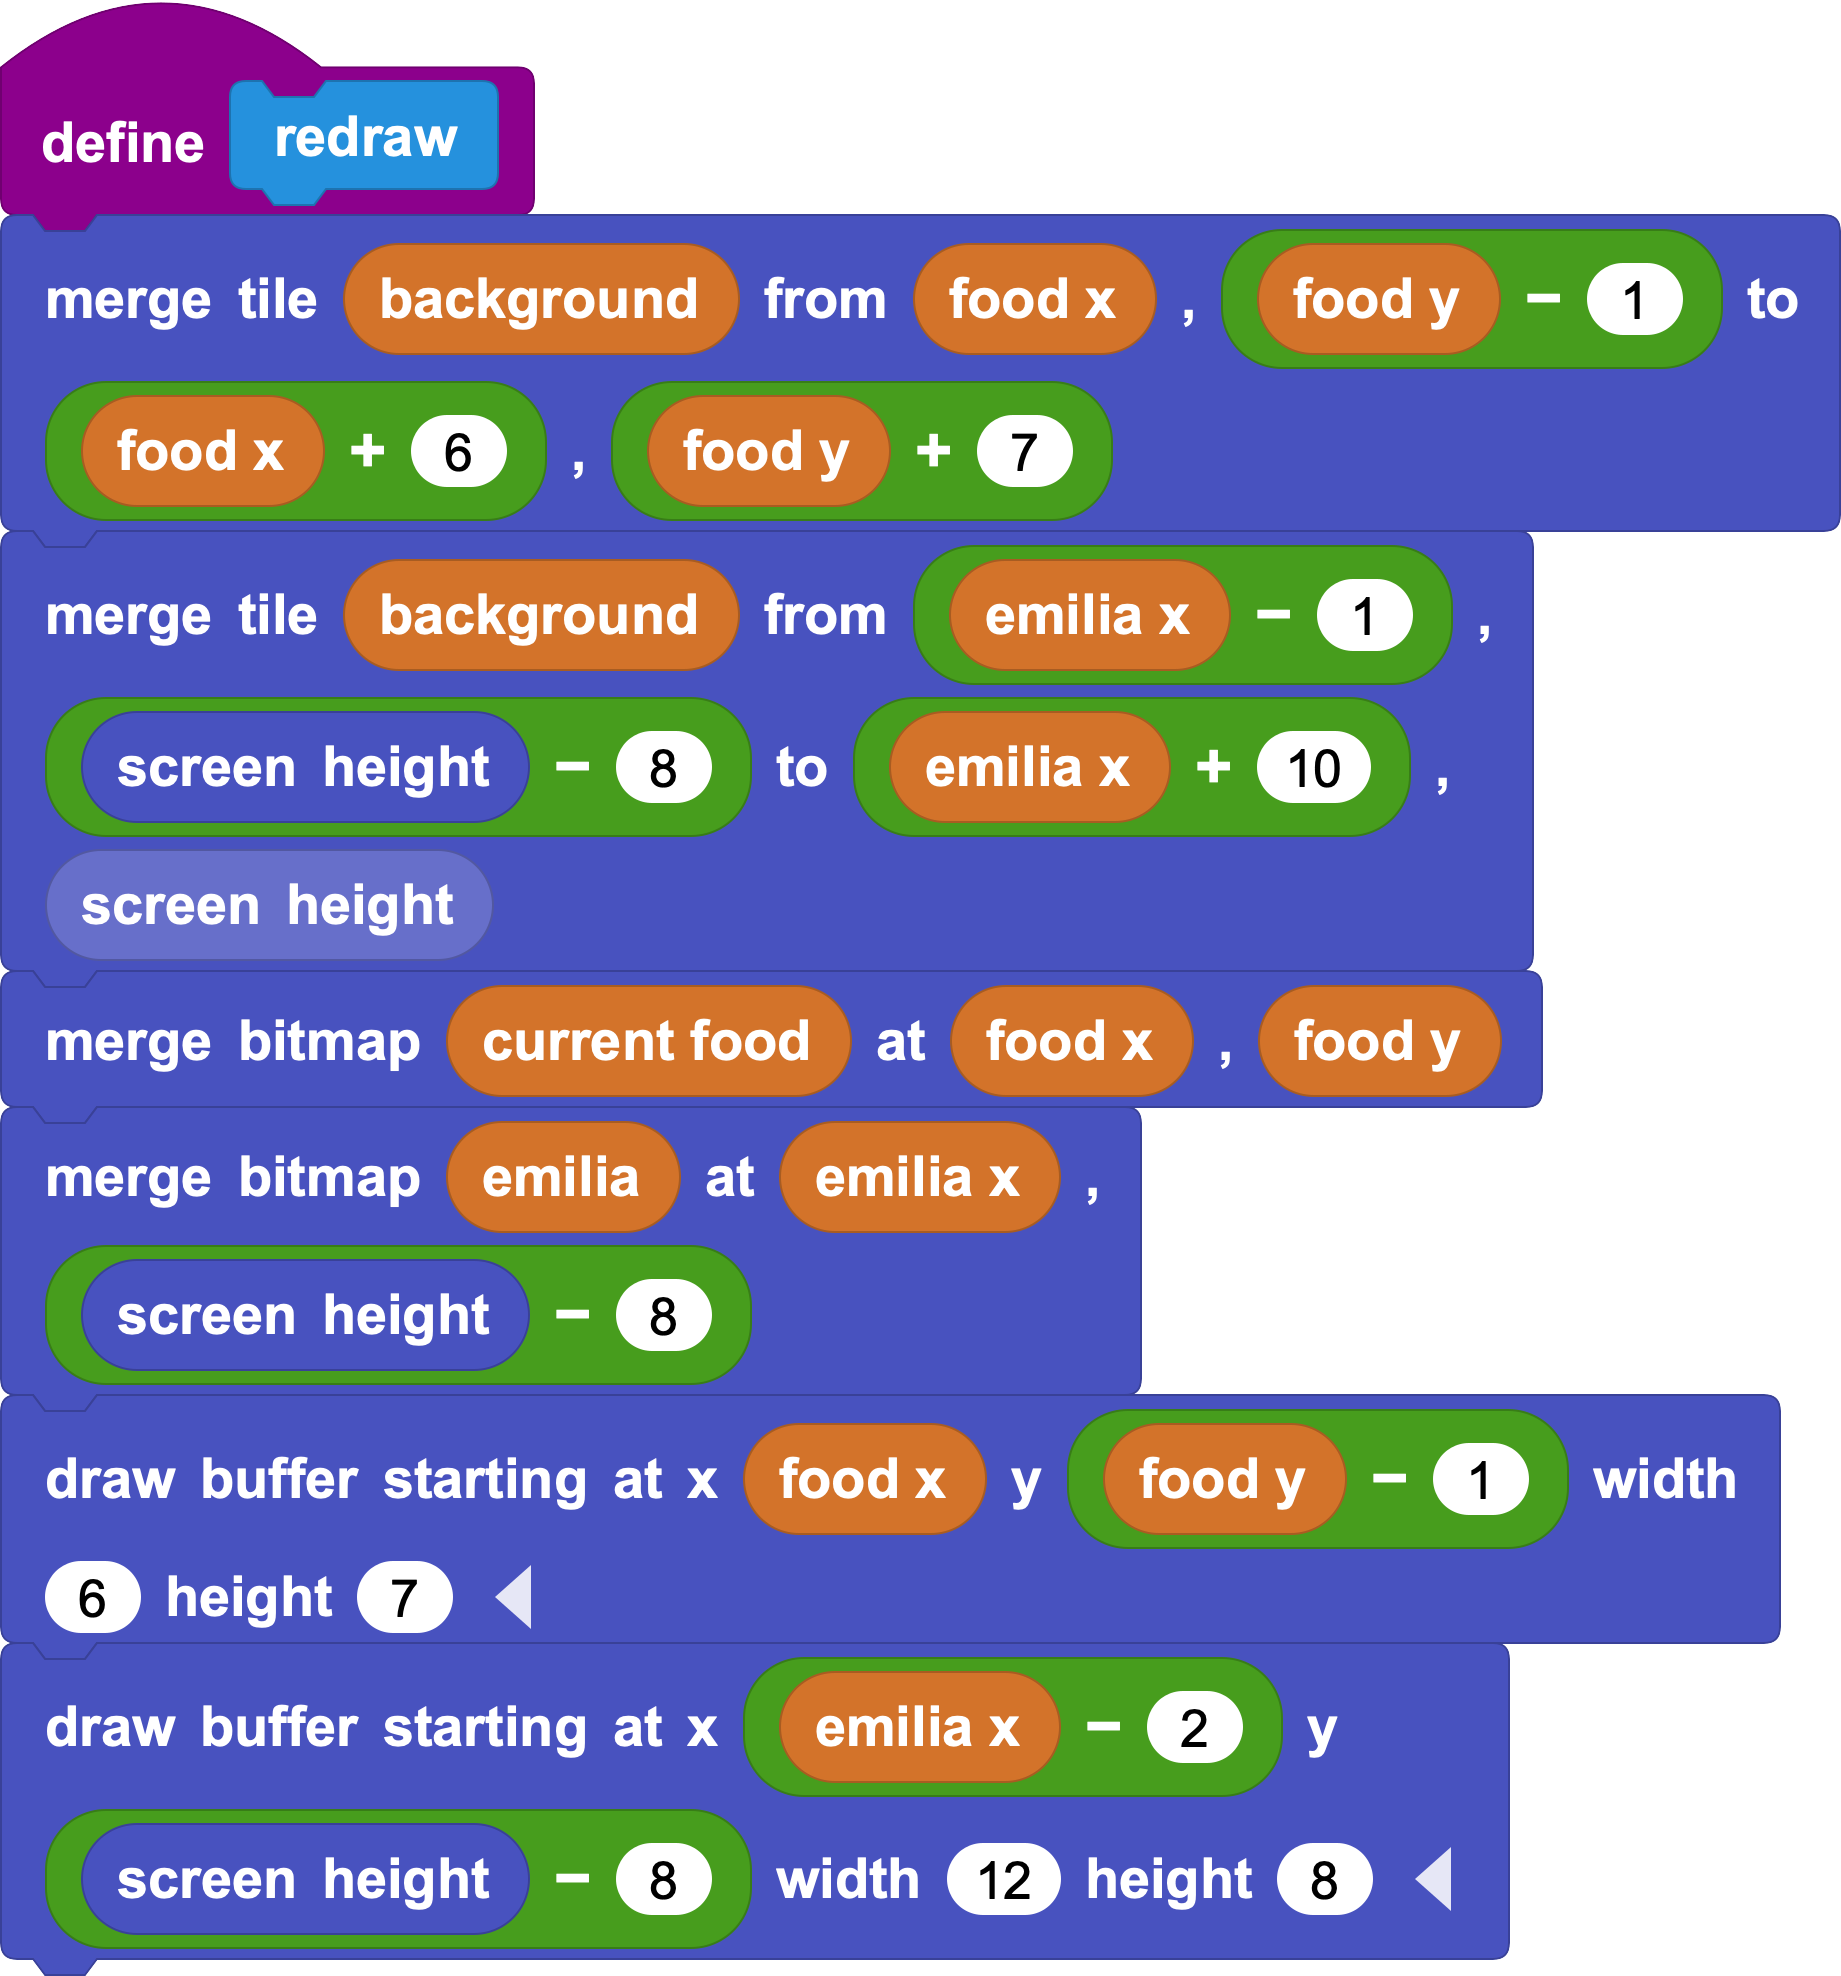 define redraw
merge tile background from food x , food y − 1 to
food x + 6 , food y + 7
merge tile background from emilia x − 1 ,
screen height − 8 to emilia x + 10 ,
screen height
merge bitmap current food at food x , food y
merge bitmap emilia at emilia x ,
screen height − 8
draw buffer starting at x food x y food y − 1 width
6 height 7
draw buffer starting at x emilia x − 2 y
screen height − 8 width 12 height 8